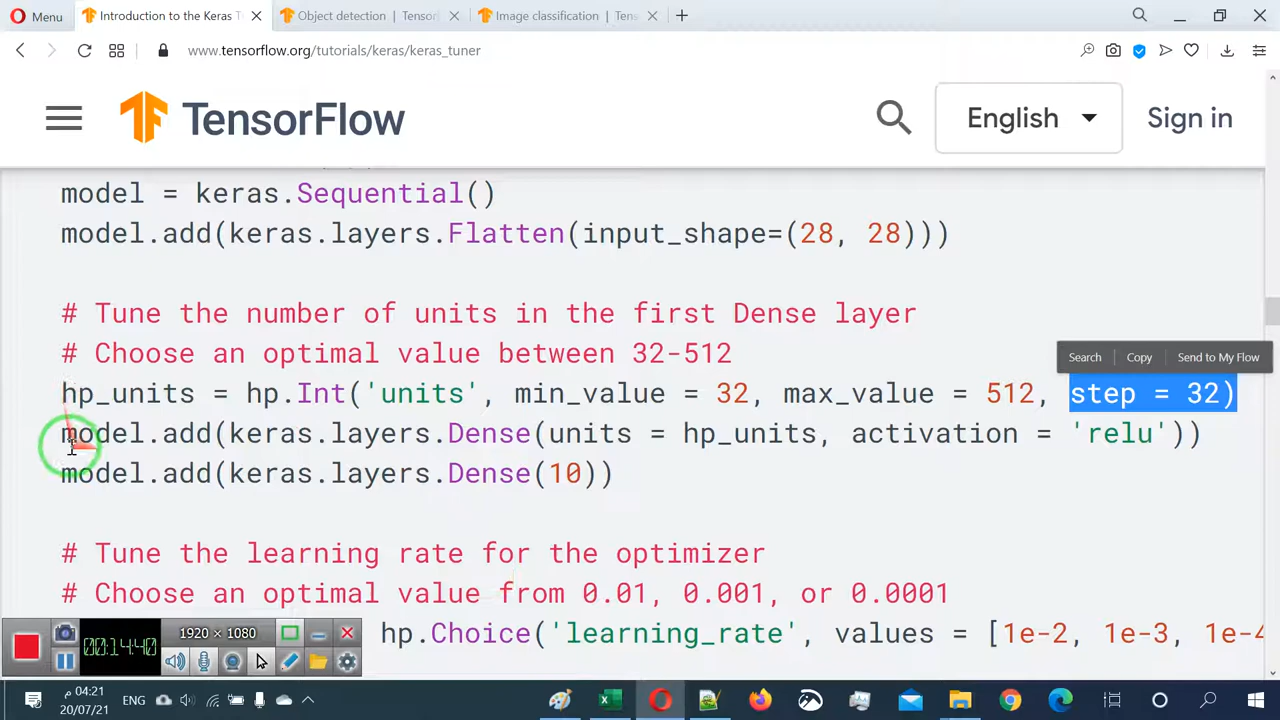 Menu
Introduction to the Keras T
Object detection | Tensor
Image classification | Tens
www.tensorflow.org/tutorials/keras/keras_tuner
TensorFlow
English
Sign in
model = keras.Sequential()
model.add(keras.layers.Flatten(input_shape=(28, 28)))
# Tune the number of units in the first Dense layer
# Choose an optimal value between 32-512
Search Copy Send to My Flow
hp_units = hp.Int('units', min_value = 32, max_value = 512, step = 32)
model.add(keras.layers.Dense(units = hp_units, activation = 'relu'))
model.add(keras.layers.Dense(10))
# Tune the learning rate for the optimizer
# Choose an optimal value from 0.01, 0.001, or 0.0001
hp.Choice('learning_rate', values = [1e-2, 1e-3, 1e-4
1920 × 1080
00:14:40
ENG
04:21 م
20/07/21